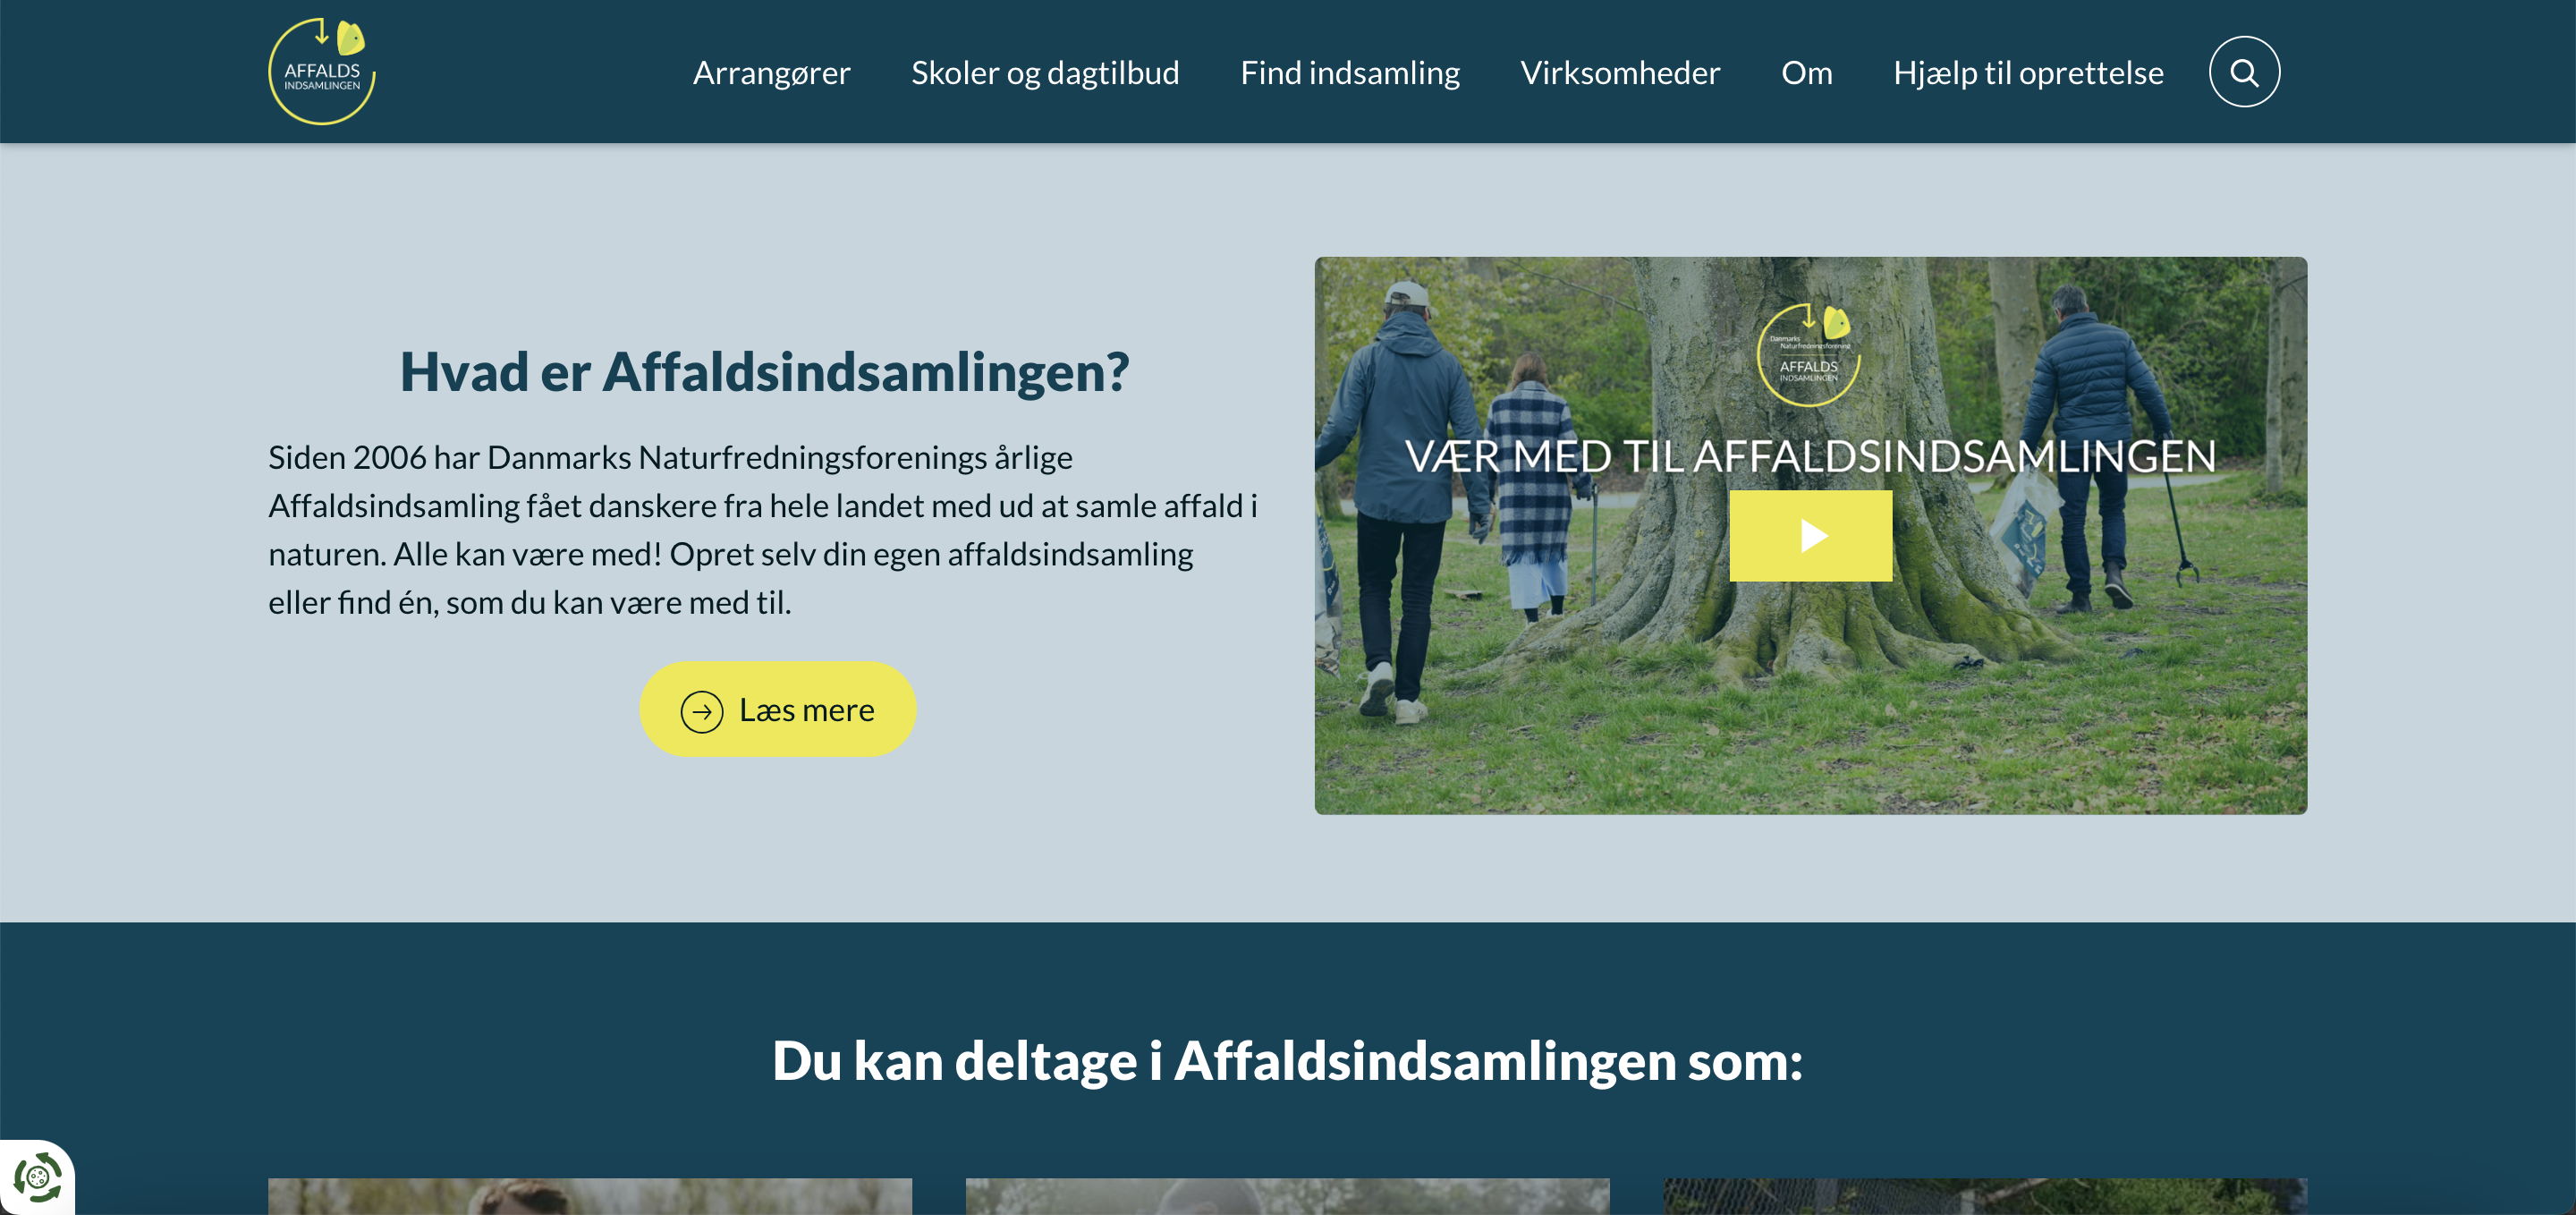 AFFALDS
INDSAMLINGEN
Arrangører
Skoler og dagtilbud
Find indsamling
Virksomheder
Om
Hjælp til oprettelse
Hvad er Affaldsindsamlingen?
Siden 2006 har Danmarks Naturfredningsforenings årlige
Affaldsindsamling fået danskere fra hele landet med ud at samle affald i
naturen. Alle kan være med! Opret selv din egen affaldsindsamling
eller find én, som du kan være med til.
Læs mere
Danmarks
Naturfredningsforening
AFFALDS
INDSAMLINGEN
VÆR MED TIL AFFALDSINDSAMLINGEN
Du kan deltage i Affaldsindsamlingen som: